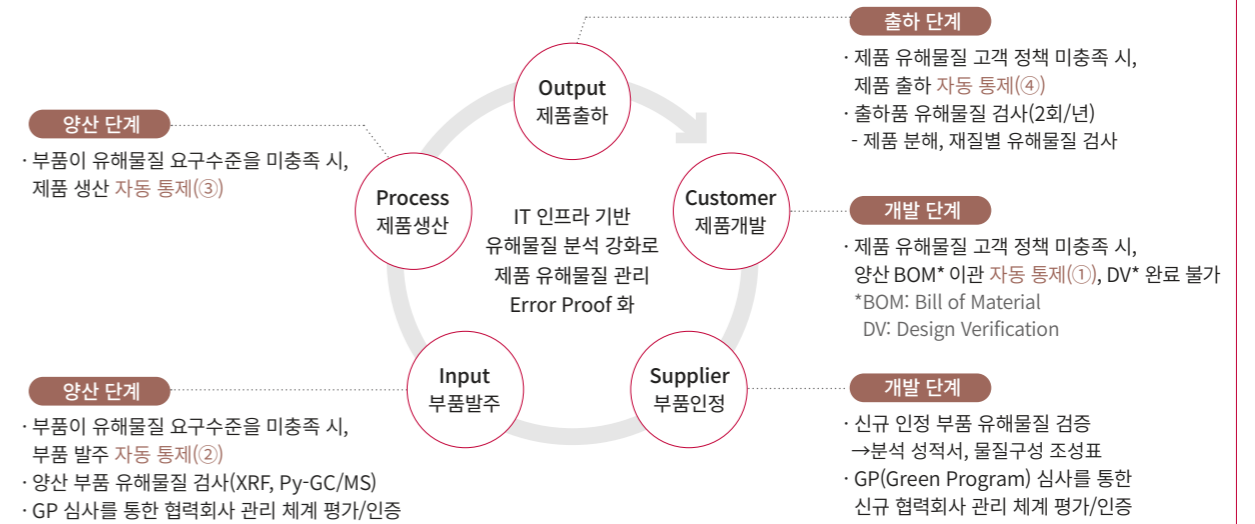 출하 단계
· 제품 유해물질 고객 정책 미충족 시,
제품 출하 자동 통제(④)
· 출하품 유해물질 검사(2회/년)
- 제품 분해, 재질별 유해물질 검사
Output
제품출하
양산 단계
· 부품이 유해물질 요구수준을 미충족 시,
제품 생산 자동 통제(③)
Process
제품생산
Customer
제품개발
IT 인프라 기반
유해물질 분석 강화로
제품 유해물질 관리
Error Proof 화
개발 단계
· 제품 유해물질 고객 정책 미충족 시,
양산 BOM* 이관 자동 통제(①), DV* 완료 불가
*BOM: Bill of Material
DV: Design Verification
Input
부품발주
Supplier
부품인정
양산 단계
· 부품이 유해물질 요구수준을 미충족 시,
부품 발주 자동 통제(②)
· 양산 부품 유해물질 검사(XRF, Py-GC/MS)
· GP 심사를 통한 협력회사 관리 체계 평가/인증
개발 단계
· 신규 인정 부품 유해물질 검증
→분석 성적서, 물질구성 조성표
· GP(Green Program) 심사를 통한
신규 협력회사 관리 체계 평가/인증